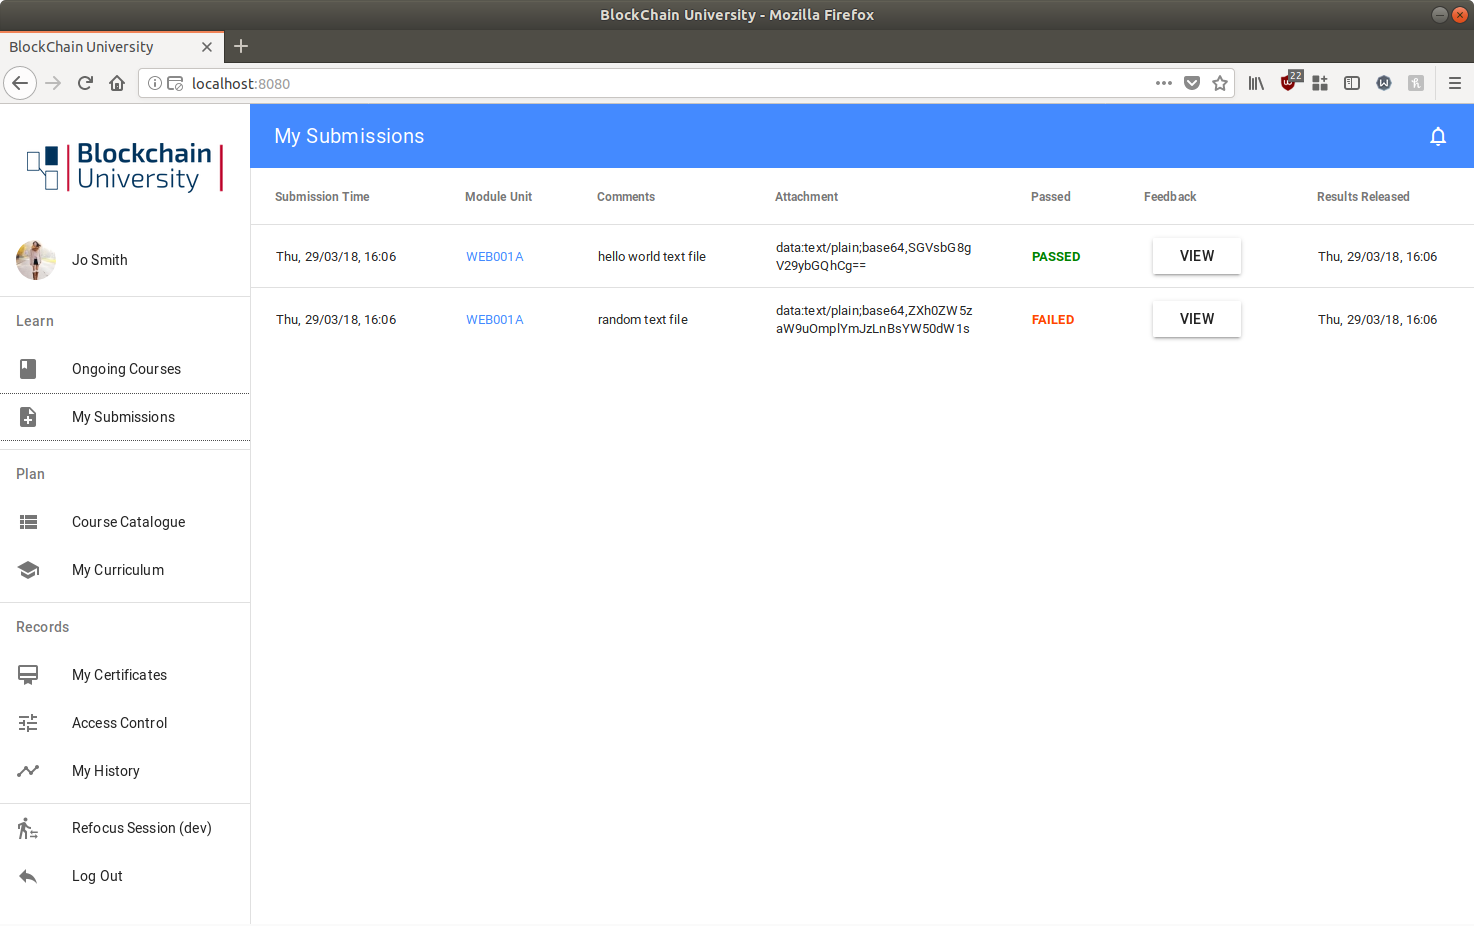 BlockChain University - Mozilla Firefox
BlockChain University
localhost:8080
22
Blockchain
University
My Submissions
Jo Smith
Learn
Ongoing Courses
My Submissions
Plan
Course Catalogue
My Curriculum
Records
My Certificates
Access Control
My History
Refocus Session (dev)
Log Out
Submission Time Module Unit Comments Attachment Passed Feedback Results Released
Thu, 29/03/18, 16:06 WEB001A hello world text file data:text/plain;base64,SGVsbG8g PASSED VIEW Thu, 29/03/18, 16:06
V29ybGQhCg==
Thu, 29/03/18, 16:06 WEB001A random text file data:text/plain;base64,ZXh0ZW5z FAILED VIEW Thu, 29/03/18, 16:06
aW9uOmplYmJzLnBsYW50dW1s